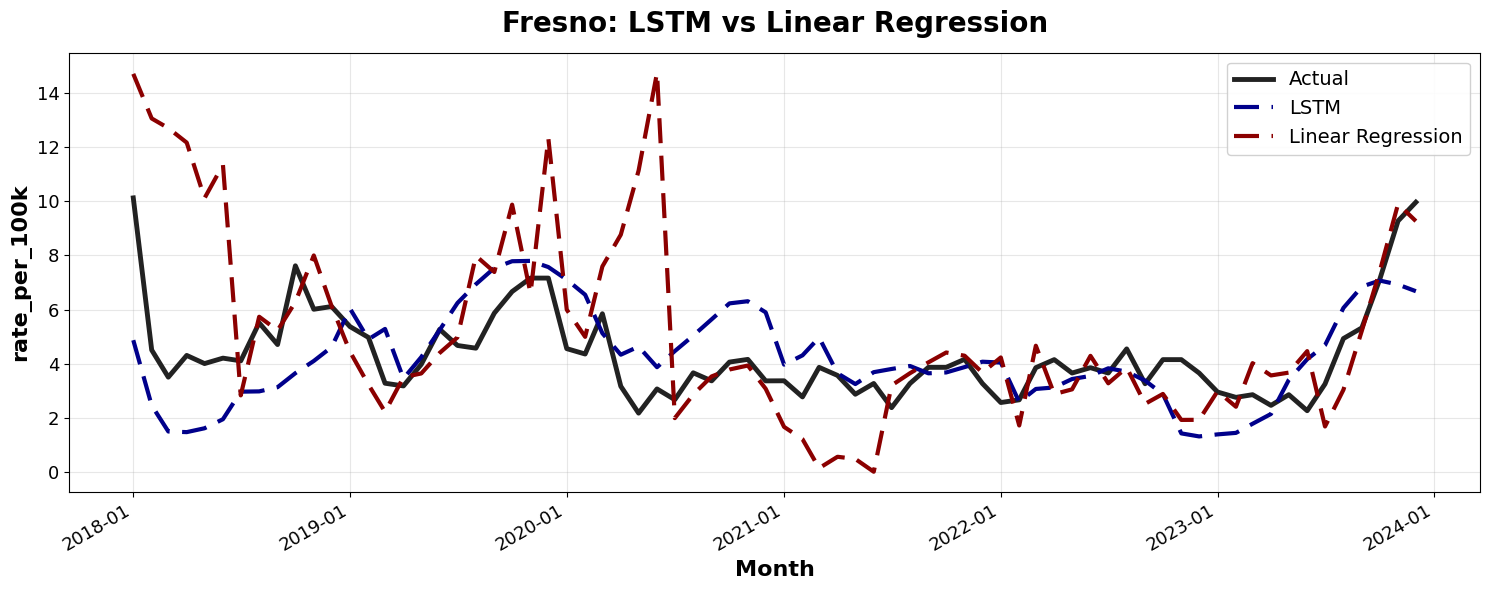 Fresno: LSTM vs Linear Regression
rate_per_100k
14
12
10
8
6
4
2
0
Actual
LSTM
Linear Regression
2018-01
2019-01
2020-01
2021-01
2022-01
2023-01
2024-01
Month